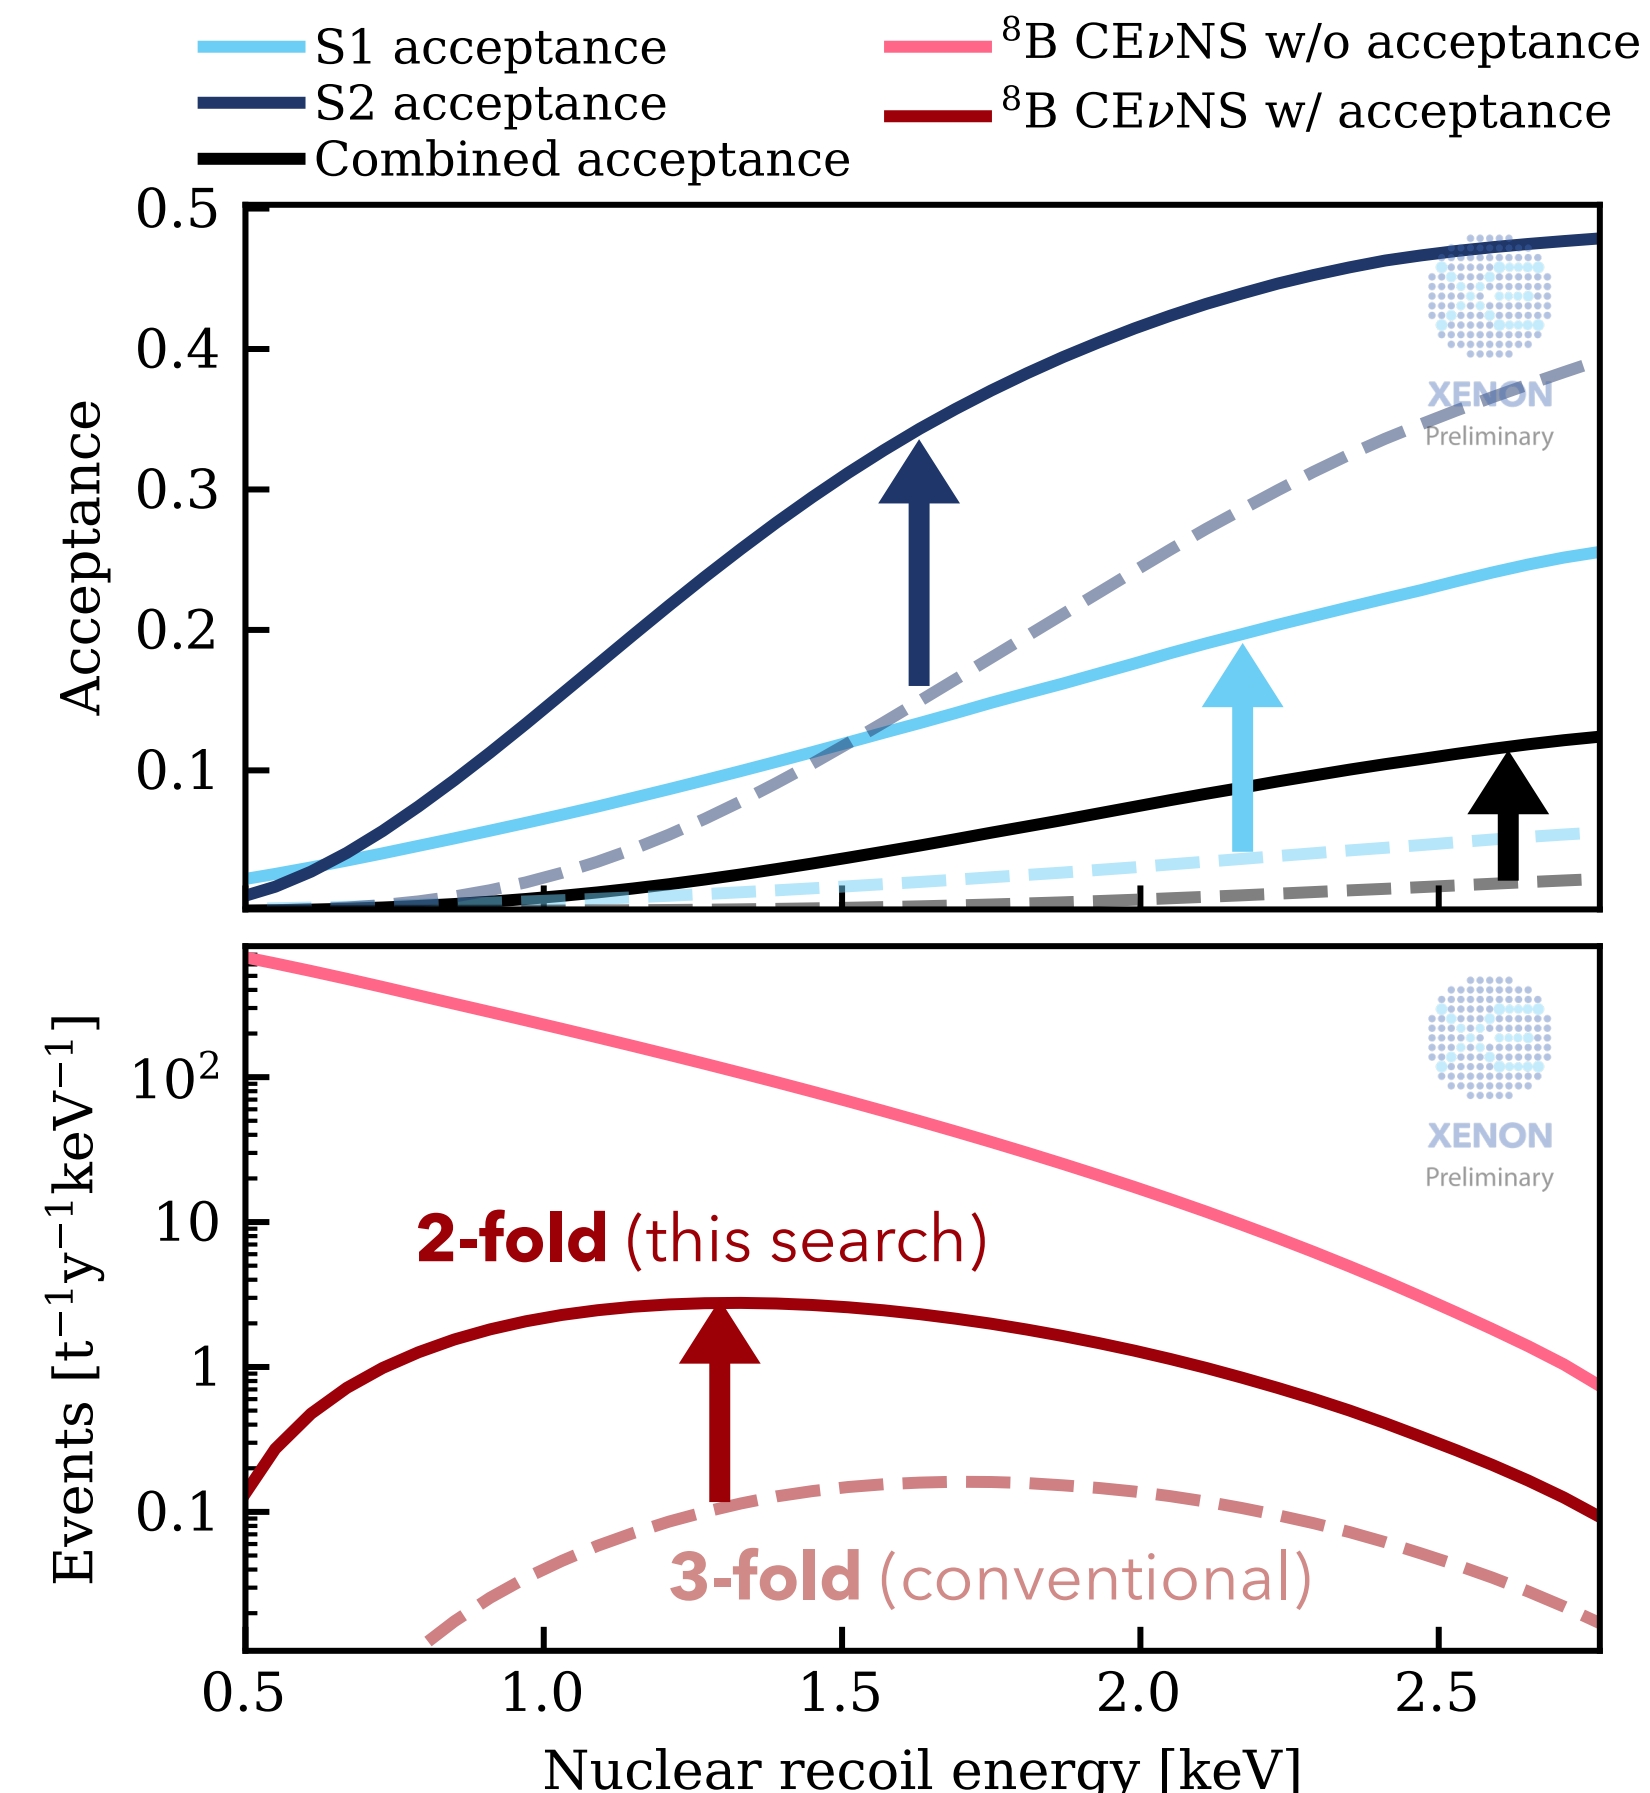 S1 acceptance
S2 acceptance
Combined acceptance
⁸B CEνNS w/o acceptance
⁸B CEνNS w/ acceptance
0.5
0.4
0.3
0.2
0.1
Acceptance
XENON
Preliminary
10²
10
1
0.1
Events [t⁻¹y⁻¹keV⁻¹]
XENON
Preliminary
2-fold (this search)
3-fold (conventional)
0.5 1.0 1.5 2.0 2.5
Nuclear recoil energy [keV]